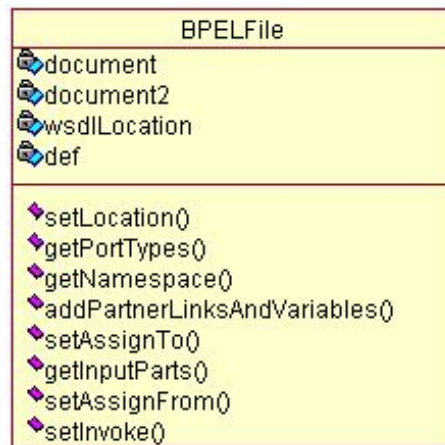 BPELFile
document
document2
wsdlLocation
def
setLocation()
getPortTypes()
getNamespace()
addPartnerLinksAndVariables()
setAssignTo()
getInputParts()
setAssignFrom()
setInvoke()